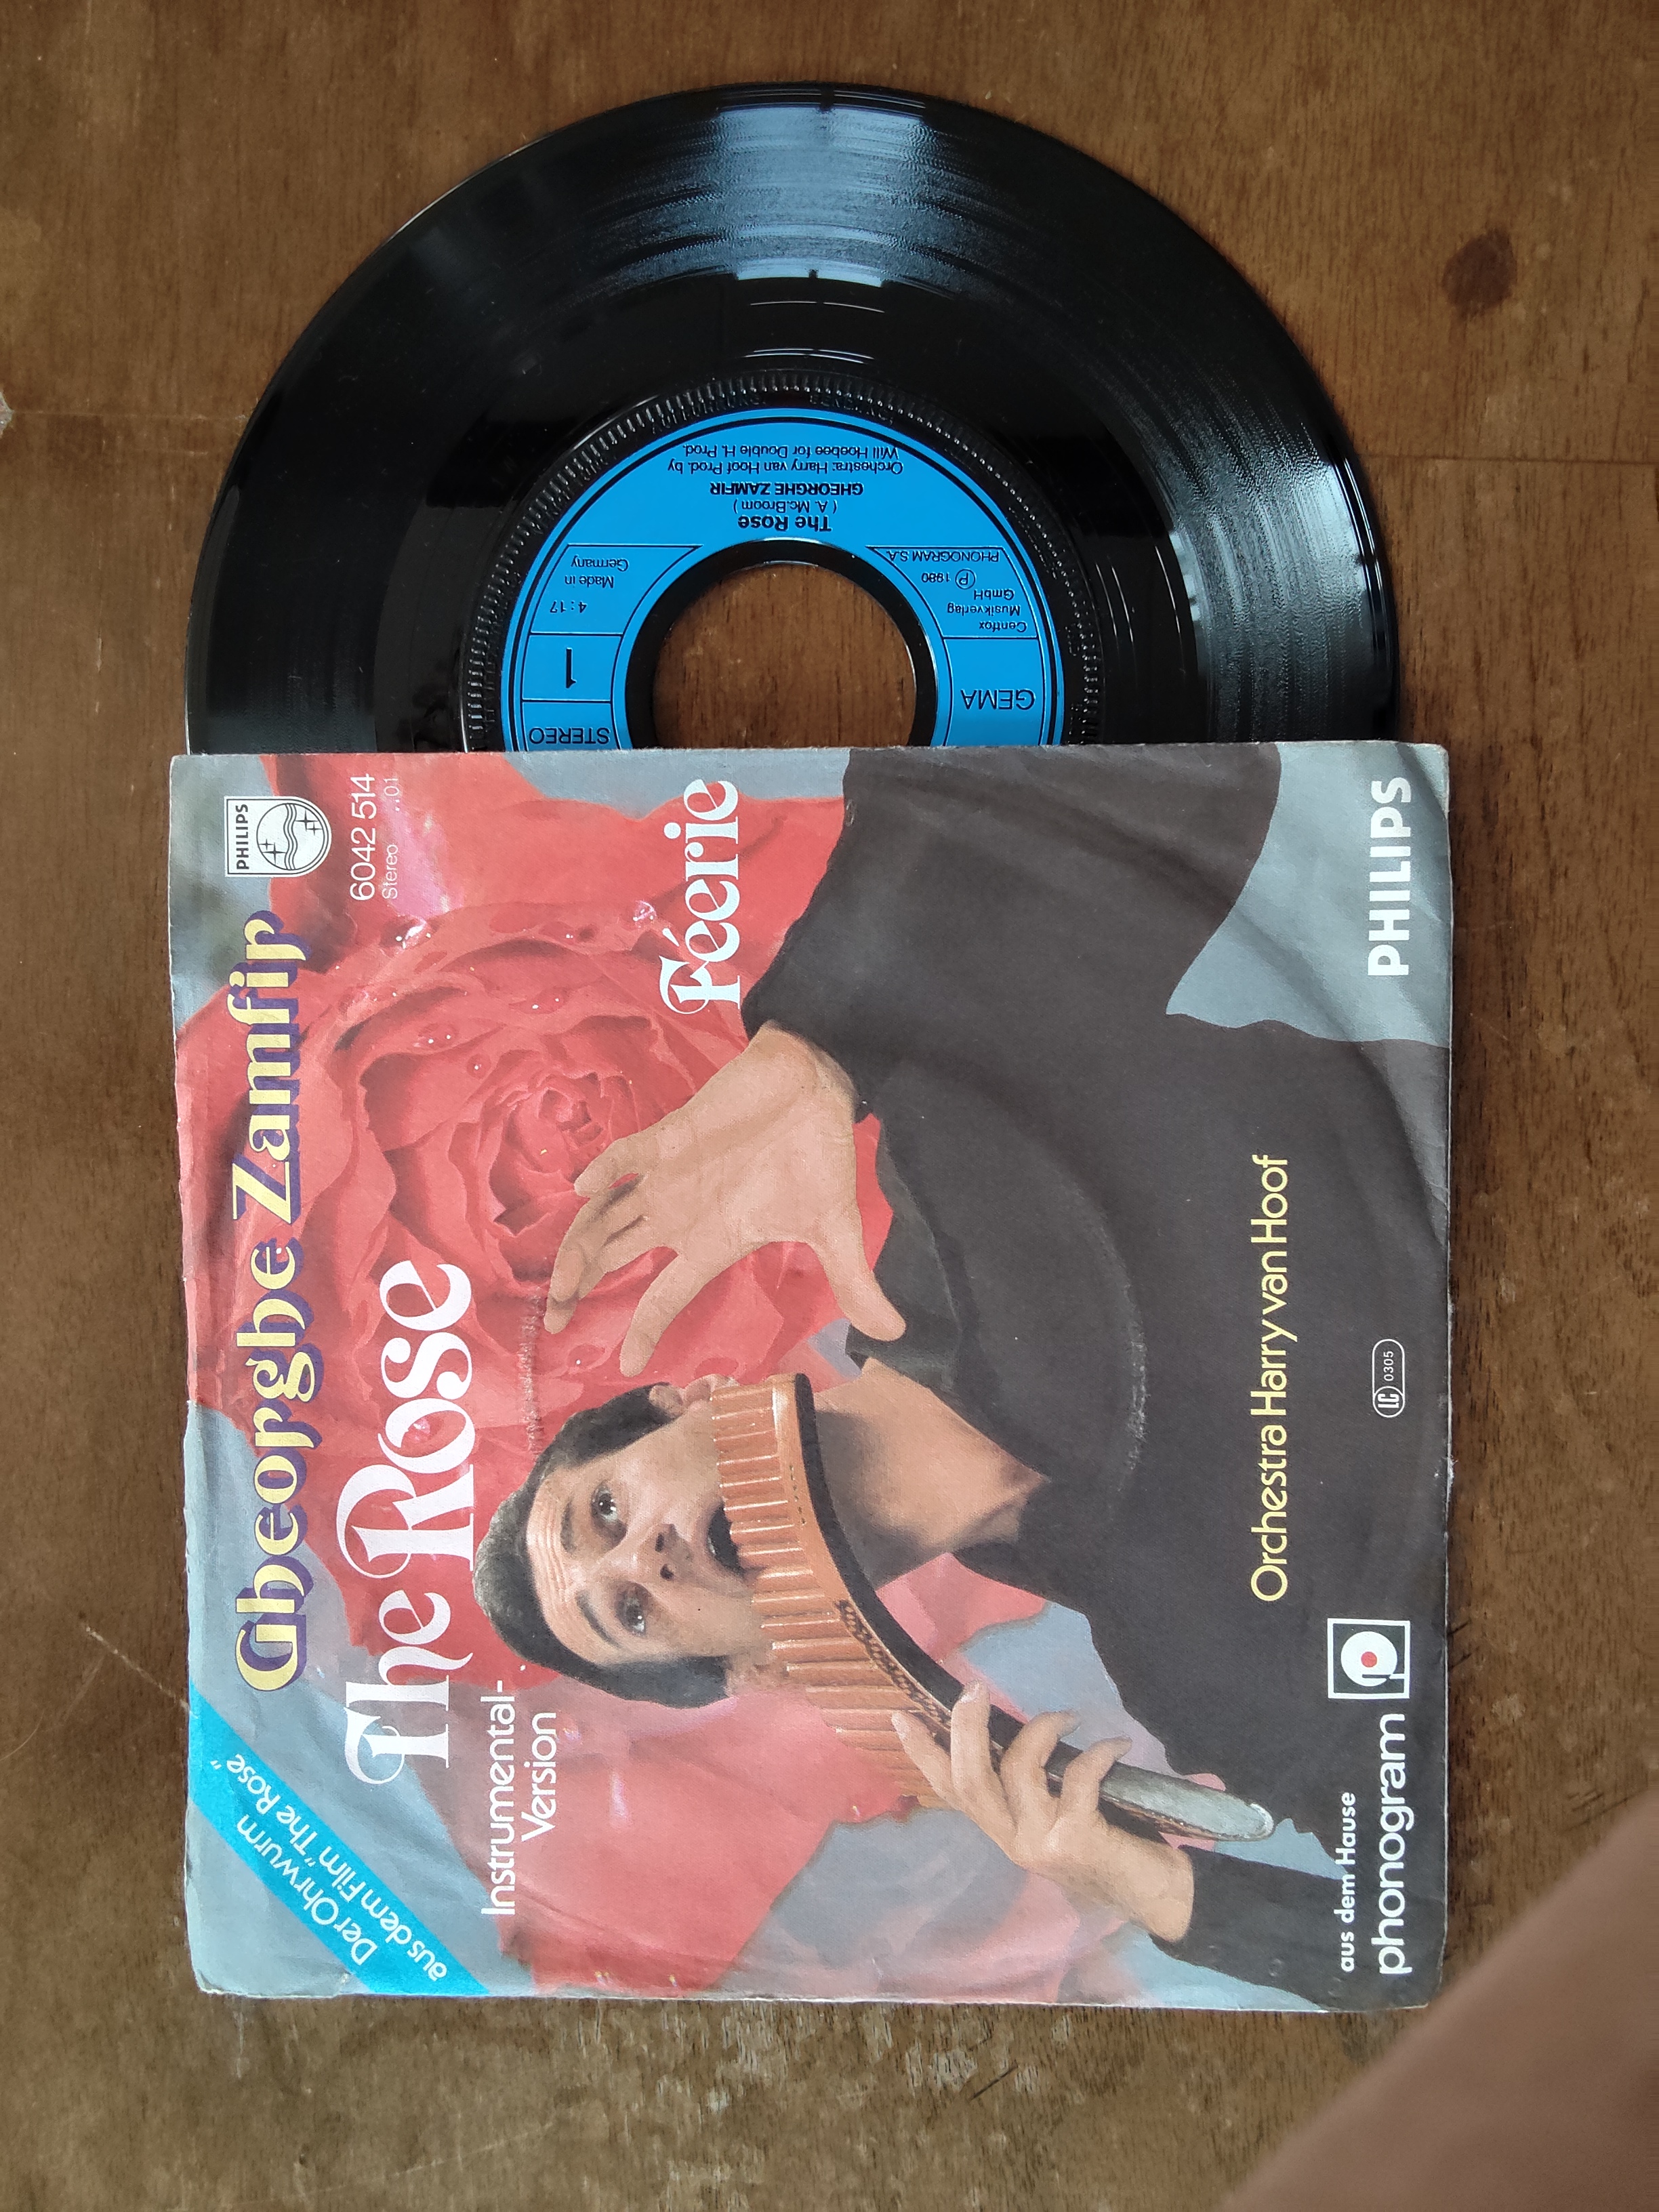 Gheorghe Zamfir
PHILIPS
6042 514
Stereo ..01
Der Ohrwurm
aus dem Film "The Rose"
The Rose
Instrumental-
Version
Féerie
Orchestra Harry van Hoof
aus dem Hause
phonogram
LC 0305
PHILIPS
STEREO
1
4:17
Made in
Germany
GEMA
Gentfox
Musikverlag
GmbH
Ⓟ 1980
PHONOGRAM S.A.
The Rose
( A. Mc.Broom )
GHEORGHE ZAMFIR
Orchestra: Harry van Hoof Prod. by
Will Hoebee for Double H. Prod.